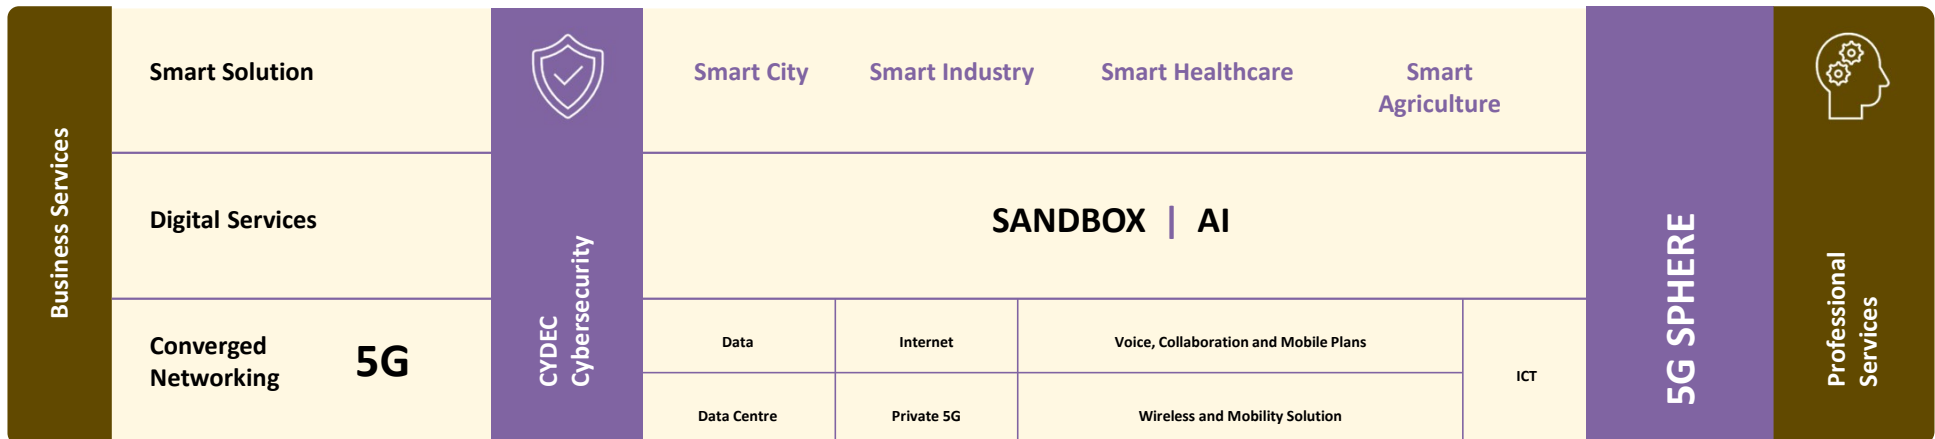 Business Services
Smart Solution
Digital Services
Converged
Networking
5G
CYDEC
Cybersecurity
Smart City
Smart Industry
Smart Healthcare
Smart
Agriculture
SANDBOX | AI
Data
Internet
Voice, Collaboration and Mobile Plans
Data Centre
Private 5G
Wireless and Mobility Solution
ICT
5G SPHERE
Professional
Services